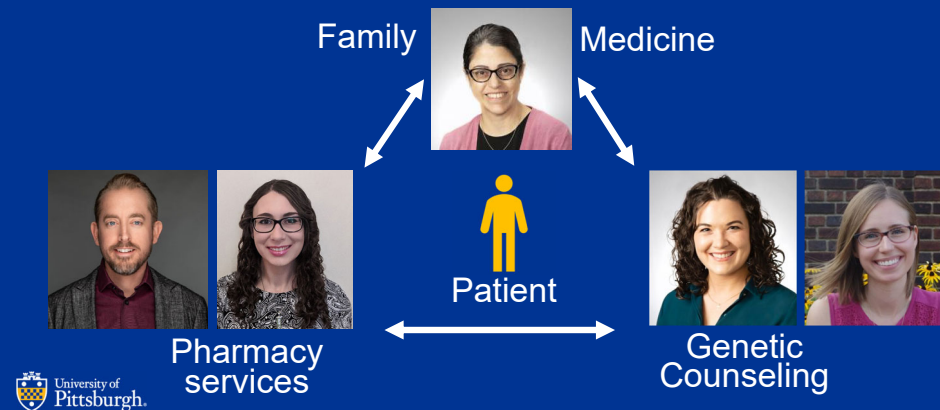 Family Medicine
Patient
Pharmacy
services
Genetic
Counseling
University of
Pittsburgh.